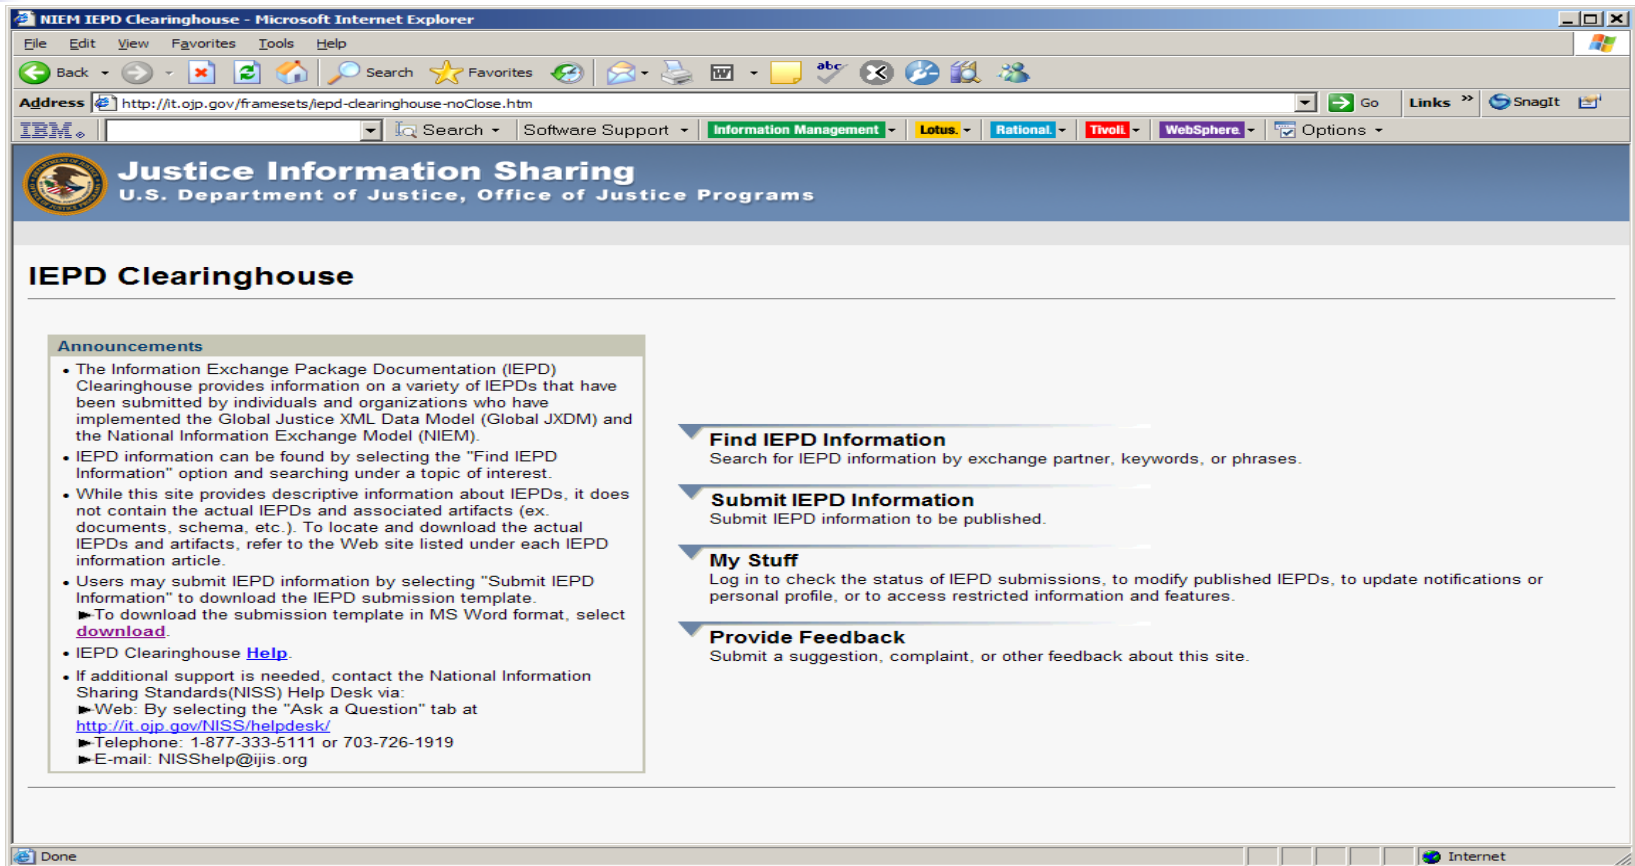 NIEM IEPD Clearinghouse - Microsoft Internet Explorer
File Edit View Favorites Tools Help
Back Search Favorites
Address http://it.ojp.gov/framesets/iepd-clearinghouse-noClose.htm Go Links » SnagIt
IBM Search Software Support Information Management Lotus. Rational. Tivoli. WebSphere. Options
Justice Information Sharing
U.S. Department of Justice, Office of Justice Programs
IEPD Clearinghouse
Announcements
• The Information Exchange Package Documentation (IEPD)
Clearinghouse provides information on a variety of IEPDs that have
been submitted by individuals and organizations who have
implemented the Global Justice XML Data Model (Global JXDM) and
the National Information Exchange Model (NIEM).
• IEPD information can be found by selecting the "Find IEPD
Information" option and searching under a topic of interest.
• While this site provides descriptive information about IEPDs, it does
not contain the actual IEPDs and associated artifacts (ex.
documents, schema, etc.). To locate and download the actual
IEPDs and artifacts, refer to the Web site listed under each IEPD
information article.
• Users may submit IEPD information by selecting "Submit IEPD
Information" to download the IEPD submission template.
►To download the submission template in MS Word format, select
download.
• IEPD Clearinghouse Help.
• If additional support is needed, contact the National Information
Sharing Standards(NISS) Help Desk via:
►Web: By selecting the "Ask a Question" tab at
http://it.ojp.gov/NISS/helpdesk/
►Telephone: 1-877-333-5111 or 703-726-1919
►E-mail: NISShelp@ijis.org
Find IEPD Information
Search for IEPD information by exchange partner, keywords, or phrases.
Submit IEPD Information
Submit IEPD information to be published.
My Stuff
Log in to check the status of IEPD submissions, to modify published IEPDs, to update notifications or
personal profile, or to access restricted information and features.
Provide Feedback
Submit a suggestion, complaint, or other feedback about this site.
Done Internet